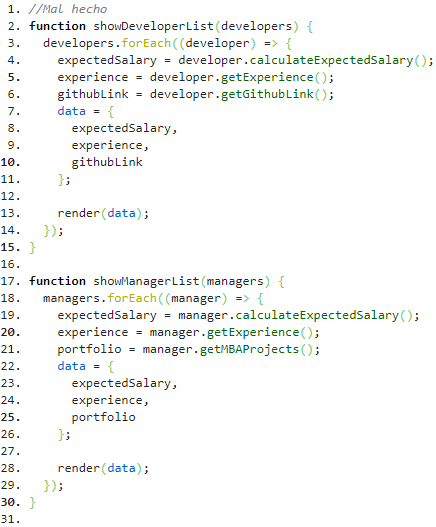 1. //Mal hecho
2. function showDeveloperList(developers) {
3.   developers.forEach((developer) => {
4.     expectedSalary = developer.calculateExpectedSalary();
5.     experience = developer.getExperience();
6.     githubLink = developer.getGithubLink();
7.     data = {
8.       expectedSalary,
9.       experience,
10.       githubLink
11.     };
12.
13.     render(data);
14.   });
15. }
16.
17. function showManagerList(managers) {
18.   managers.forEach((manager) => {
19.     expectedSalary = manager.calculateExpectedSalary();
20.     experience = manager.getExperience();
21.     portfolio = manager.getMBAProjects();
22.     data = {
23.       expectedSalary,
24.       experience,
25.       portfolio
26.     };
27.
28.     render(data);
29.   });
30. }
31.